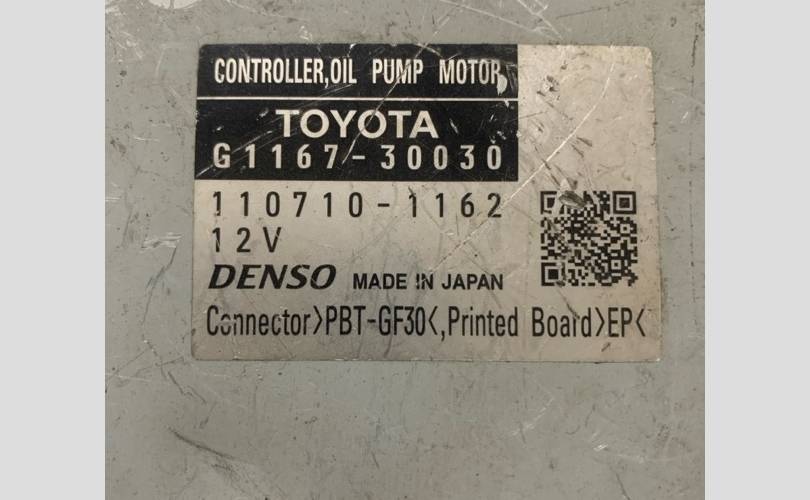 CONTROLLER,OIL PUMP MOTOR
TOYOTA
G1167-30030
110710-1162
12V
DENSO MADE IN JAPAN
Connector>PBT-GF30<,Printed Board>EP<